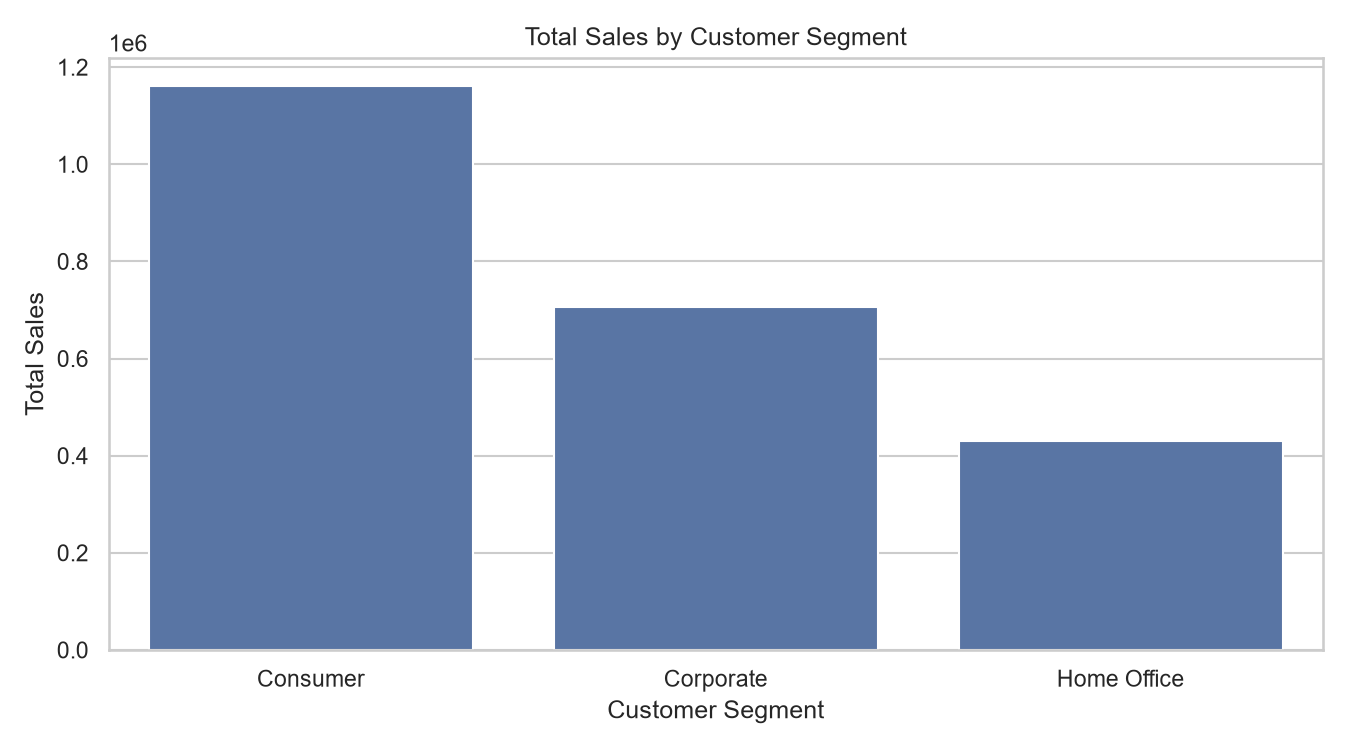 Total Sales by Customer Segment
1e6
1.2
1.0
0.8
0.6
0.4
0.2
0.0
Total Sales
Consumer
Corporate
Home Office
Customer Segment